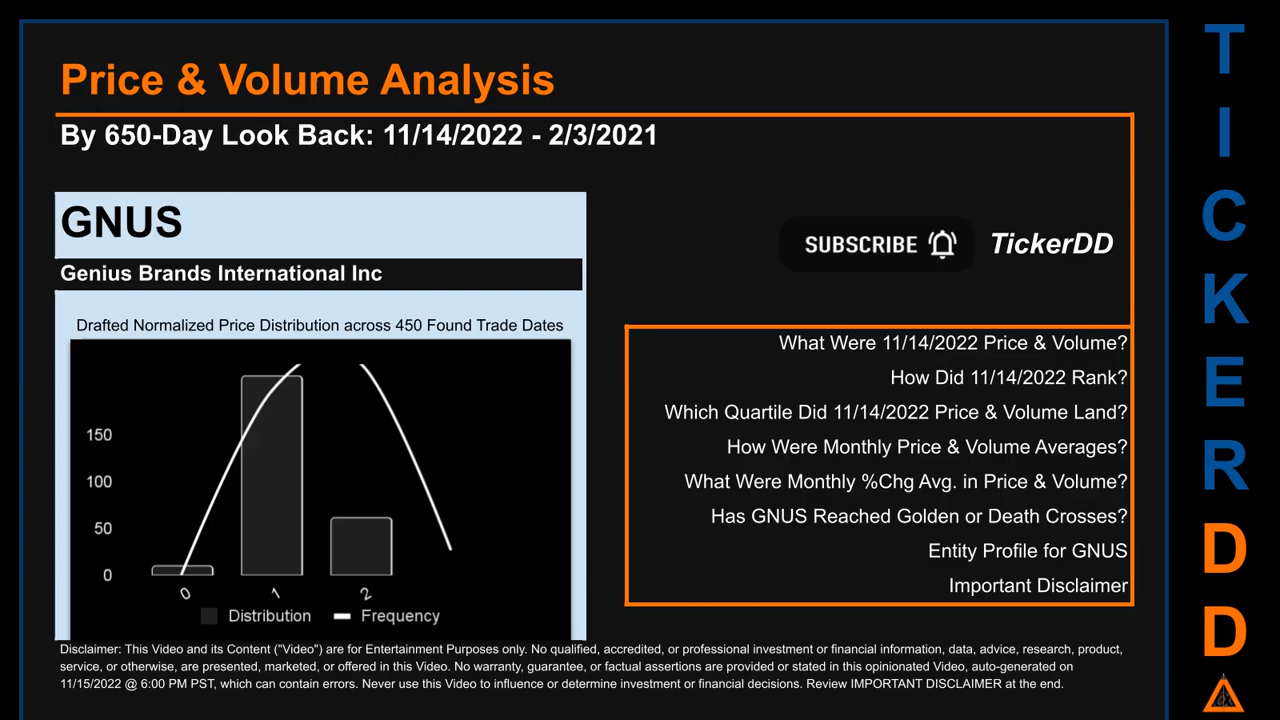 Price & Volume Analysis
By 650-Day Look Back: 11/14/2022 - 2/3/2021
GNUS
Genius Brands International Inc
Drafted Normalized Price Distribution across 450 Found Trade Dates
150
100
50
0
0
1
2
Distribution
Frequency
SUBSCRIBE
TickerDD
What Were 11/14/2022 Price & Volume?
How Did 11/14/2022 Rank?
Which Quartile Did 11/14/2022 Price & Volume Land?
How Were Monthly Price & Volume Averages?
What Were Monthly %Chg Avg. in Price & Volume?
Has GNUS Reached Golden or Death Crosses?
Entity Profile for GNUS
Important Disclaimer
Disclaimer: This Video and its Content ("Video") are for Entertainment Purposes only. No qualified, accredited, or professional investment or financial information, data, advice, research, product,
service, or otherwise, are presented, marketed, or offered in this Video. No warranty, guarantee, or factual assertions are provided or stated in this opinionated Video, auto-generated on
11/15/2022 @ 6:00 PM PST, which can contain errors. Never use this Video to influence or determine investment or financial decisions. Review IMPORTANT DISCLAIMER at the end.
T
I
C
K
E
R
D
D